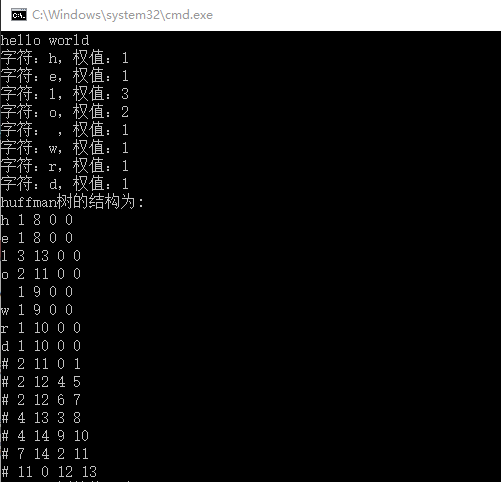 C:\Windows\system32\cmd.exe
hello world
字符：h，权值：1
字符：e，权值：1
字符：l，权值：3
字符：o，权值：2
字符： ，权值：1
字符：w，权值：1
字符：r，权值：1
字符：d，权值：1
huffman树的结构为:
h 1 8 0 0
e 1 8 0 0
l 3 13 0 0
o 2 11 0 0
  1 9 0 0
w 1 9 0 0
r 1 10 0 0
d 1 10 0 0
# 2 11 0 1
# 2 12 4 5
# 2 12 6 7
# 4 13 3 8
# 4 14 9 10
# 7 14 2 11
# 11 0 12 13